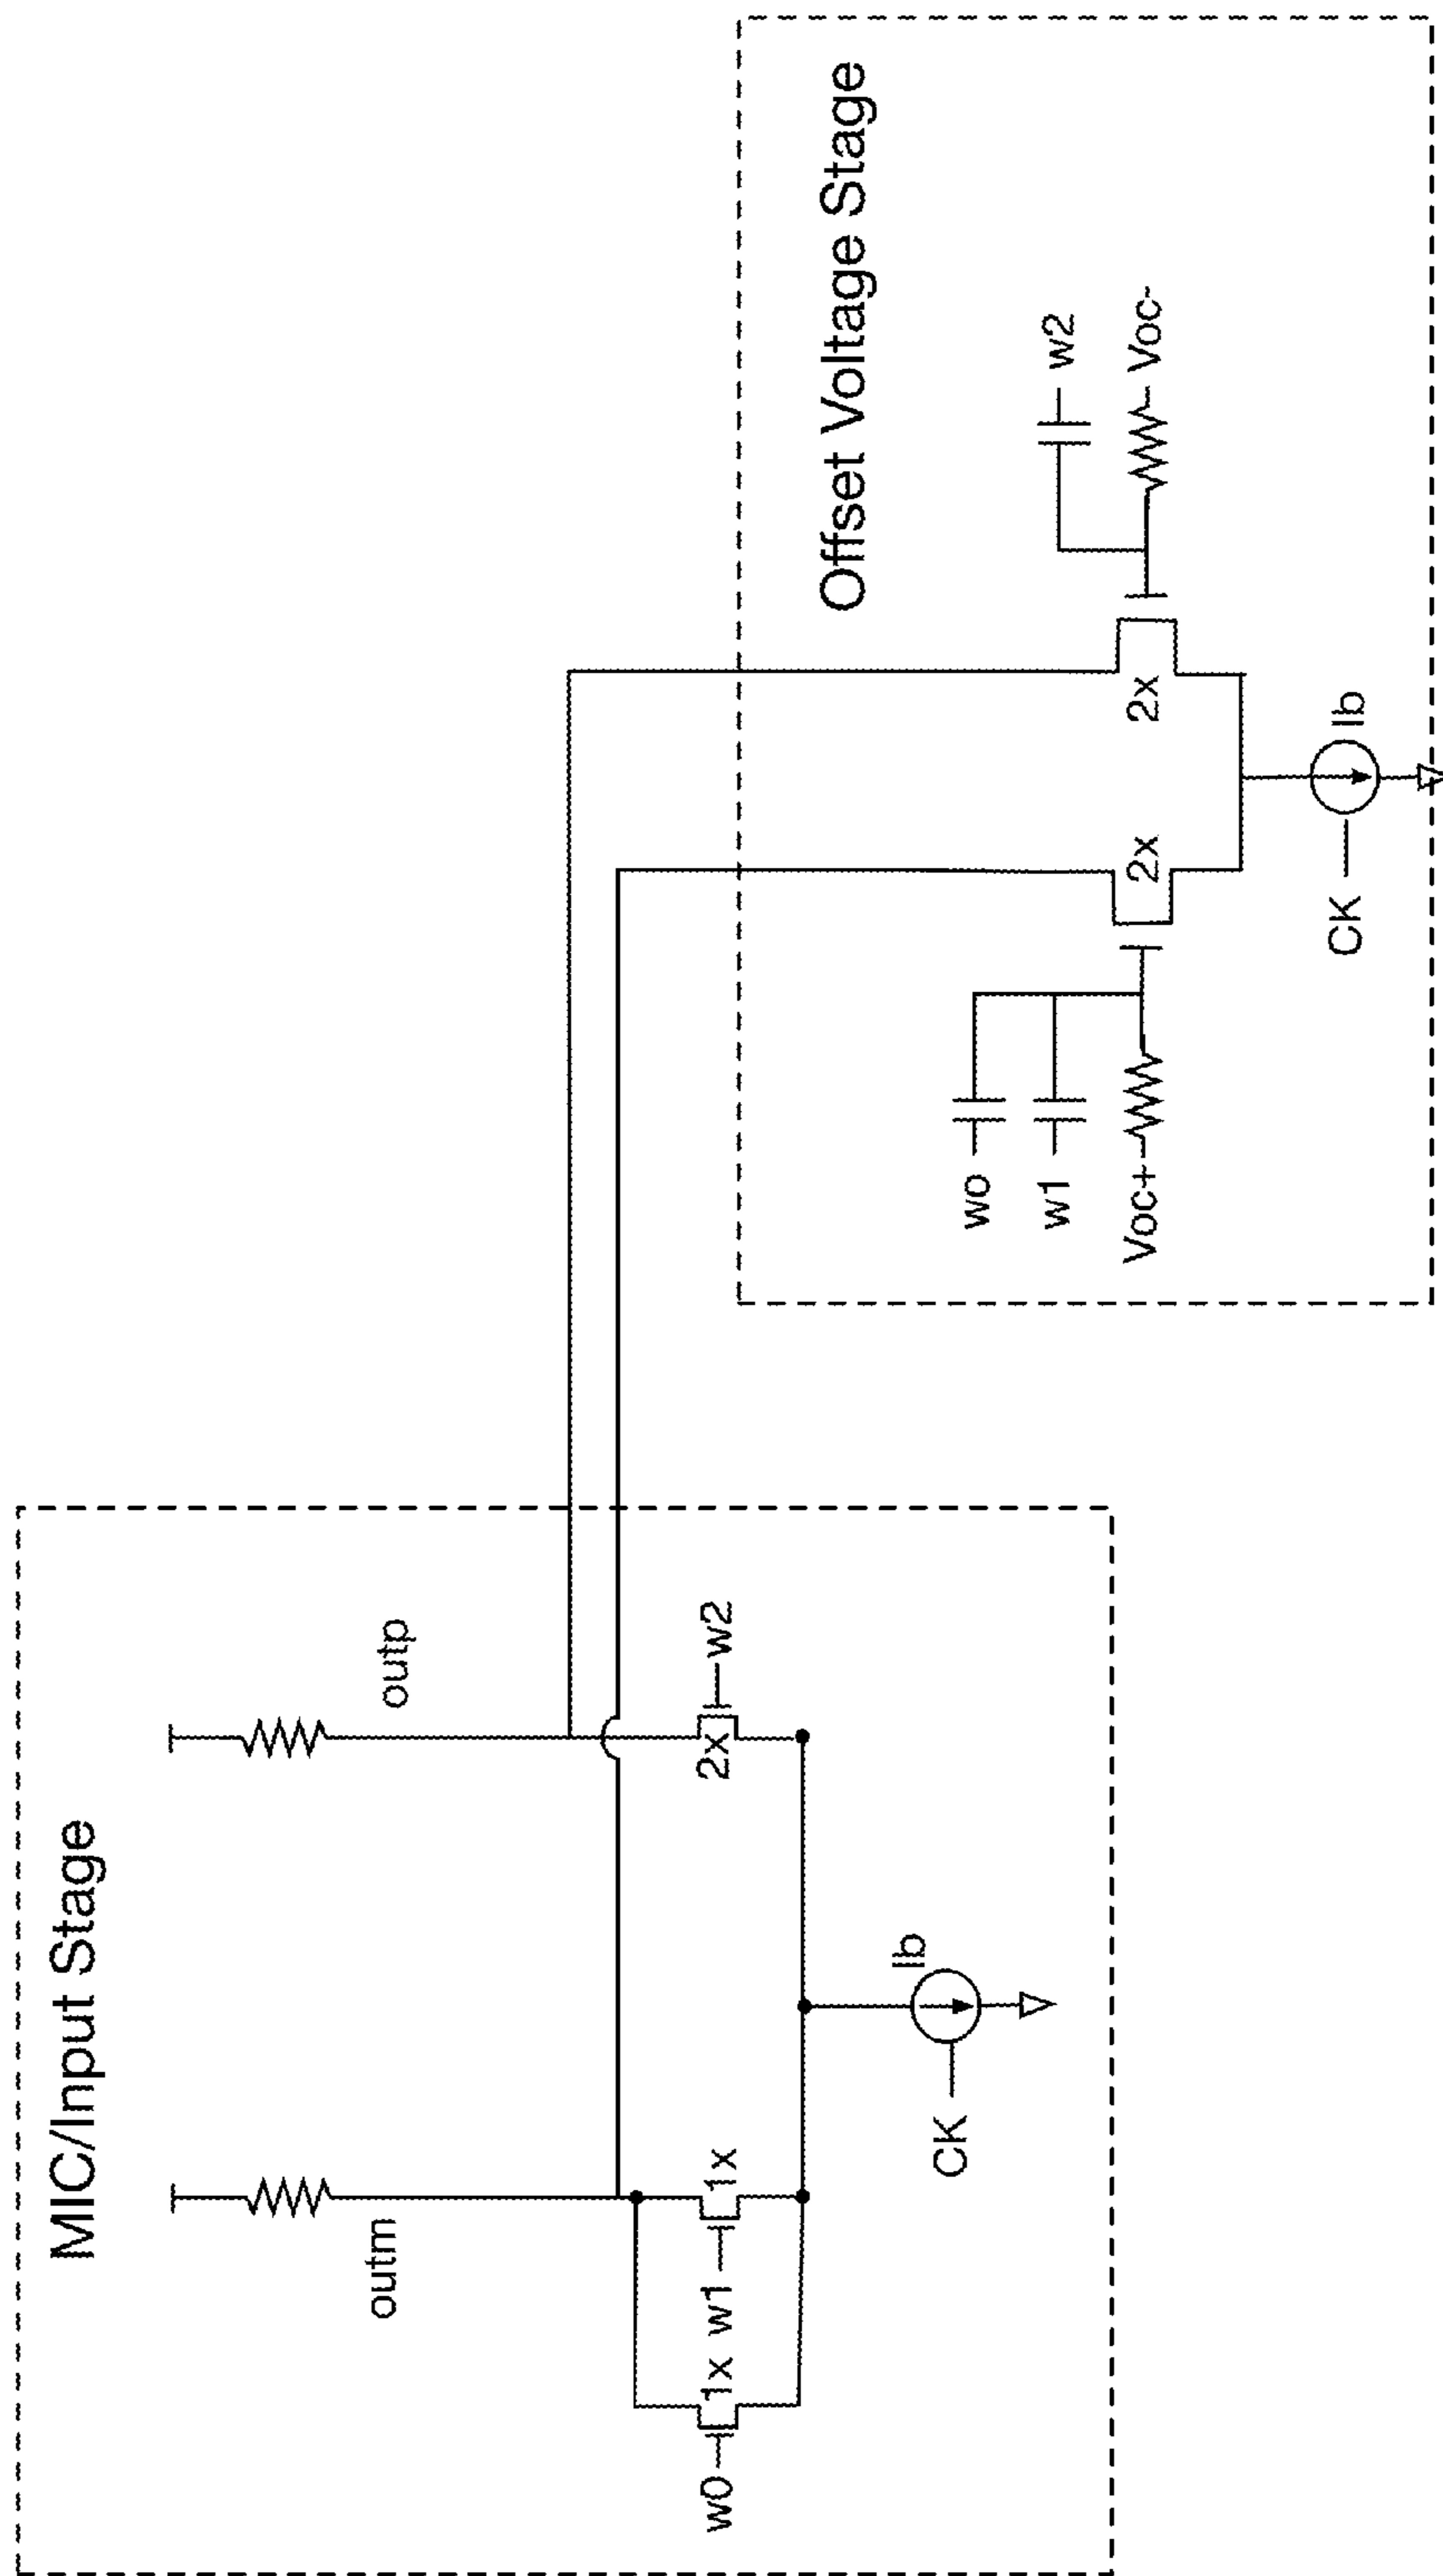 MIC/Input Stage
outm
outp
w0
1x
w1
1x
2x
w2
Ib
CK
Offset Voltage Stage
wo
w1
Voc+
w2
Voc-
2x
2x
Ib
CK